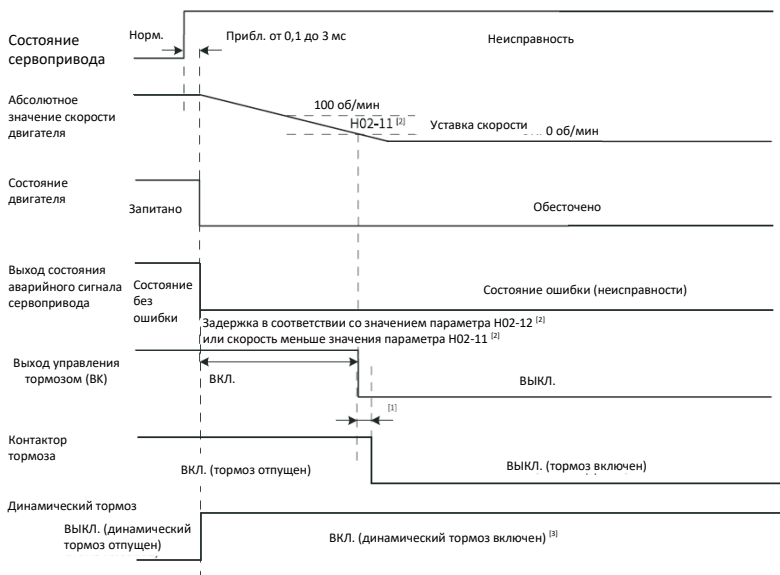 Состояние
сервопривода
Норм.
Прибл. от 0,1 до 3 мс
Неисправность
Абсолютное
значение скорости
двигателя
100 об/мин
H02-11 [2]
Уставка скорости
0 об/мин
Состояние
двигателя
Запитано
Обесточено
Выход состояния
аварийного сигнала
сервопривода
Состояние
без
ошибки
Состояние ошибки (неисправности)
Задержка в соответствии со значением параметра H02-12 [2]
или скорость меньше значения параметра H02-11 [2]
Выход управления
тормозом (BK)
ВКЛ.
ВЫКЛ.
[1]
Контактор
тормоза
ВКЛ. (тормоз отпущен)
ВЫКЛ. (тормоз включен)
Динамический тормоз
ВЫКЛ. (динамический
тормоз отпущен)
ВКЛ. (динамический тормоз включен) [3]